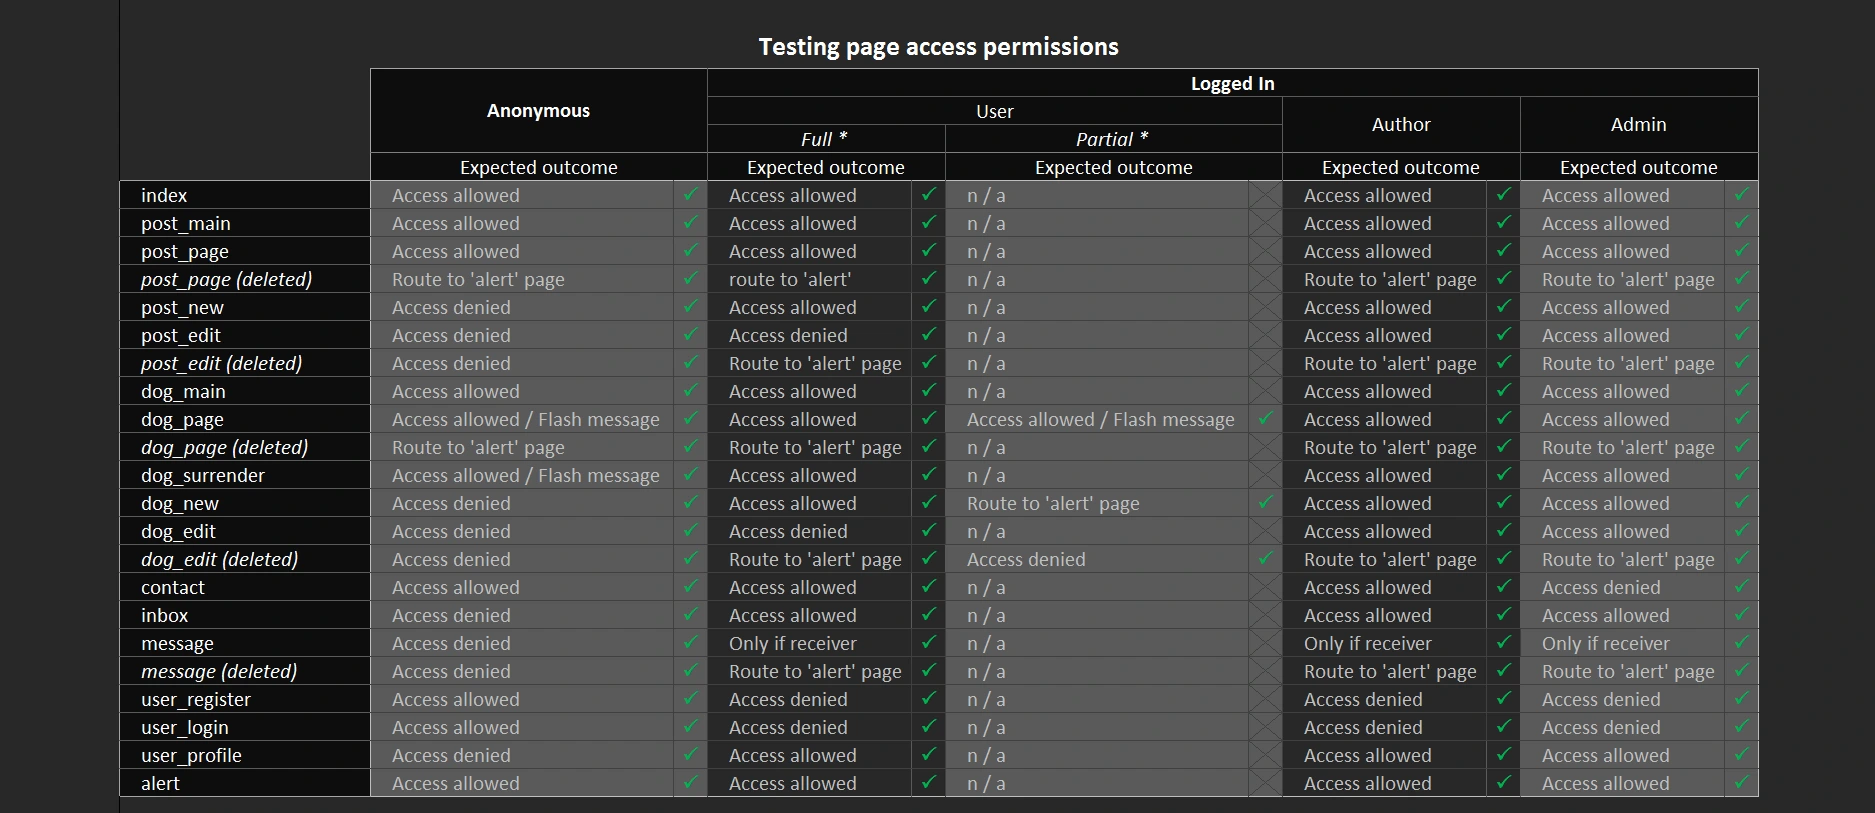 Testing page access permissions
Logged In
Anonymous
User
Author
Admin
Full *
Partial *
Expected outcome Expected outcome Expected outcome Expected outcome Expected outcome
index Access allowed ✓ Access allowed ✓ n / a Access allowed ✓ Access allowed ✓
post_main Access allowed ✓ Access allowed ✓ n / a Access allowed ✓ Access allowed ✓
post_page Access allowed ✓ Access allowed ✓ n / a Access allowed ✓ Access allowed ✓
post_page (deleted) Route to 'alert' page ✓ route to 'alert' ✓ n / a Route to 'alert' page ✓ Route to 'alert' page ✓
post_new Access denied ✓ Access allowed ✓ n / a Access allowed ✓ Access allowed ✓
post_edit Access denied ✓ Access denied ✓ n / a Access allowed ✓ Access allowed ✓
post_edit (deleted) Access denied ✓ Route to 'alert' page ✓ n / a Route to 'alert' page ✓ Route to 'alert' page ✓
dog_main Access allowed ✓ Access allowed ✓ n / a Access allowed ✓ Access allowed ✓
dog_page Access allowed / Flash message ✓ Access allowed ✓ Access allowed / Flash message ✓ Access allowed ✓ Access allowed ✓
dog_page (deleted) Route to 'alert' page ✓ Route to 'alert' page ✓ n / a Route to 'alert' page ✓ Route to 'alert' page ✓
dog_surrender Access allowed / Flash message ✓ Access allowed ✓ n / a Access allowed ✓ Access allowed ✓
dog_new Access denied ✓ Access allowed ✓ Route to 'alert' page ✓ Access allowed ✓ Access allowed ✓
dog_edit Access denied ✓ Access denied ✓ n / a Access allowed ✓ Access allowed ✓
dog_edit (deleted) Access denied ✓ Route to 'alert' page ✓ Access denied ✓ Route to 'alert' page ✓ Route to 'alert' page ✓
contact Access allowed ✓ Access allowed ✓ n / a Access allowed ✓ Access denied ✓
inbox Access denied ✓ Access allowed ✓ n / a Access allowed ✓ Access allowed ✓
message Access denied ✓ Only if receiver ✓ n / a Only if receiver ✓ Only if receiver ✓
message (deleted) Access denied ✓ Route to 'alert' page ✓ n / a Route to 'alert' page ✓ Route to 'alert' page ✓
user_register Access allowed ✓ Access denied ✓ n / a Access denied ✓ Access denied ✓
user_login Access allowed ✓ Access denied ✓ n / a Access denied ✓ Access denied ✓
user_profile Access denied ✓ Access allowed ✓ n / a Access allowed ✓ Access allowed ✓
alert Access allowed ✓ Access allowed ✓ n / a Access allowed ✓ Access allowed ✓